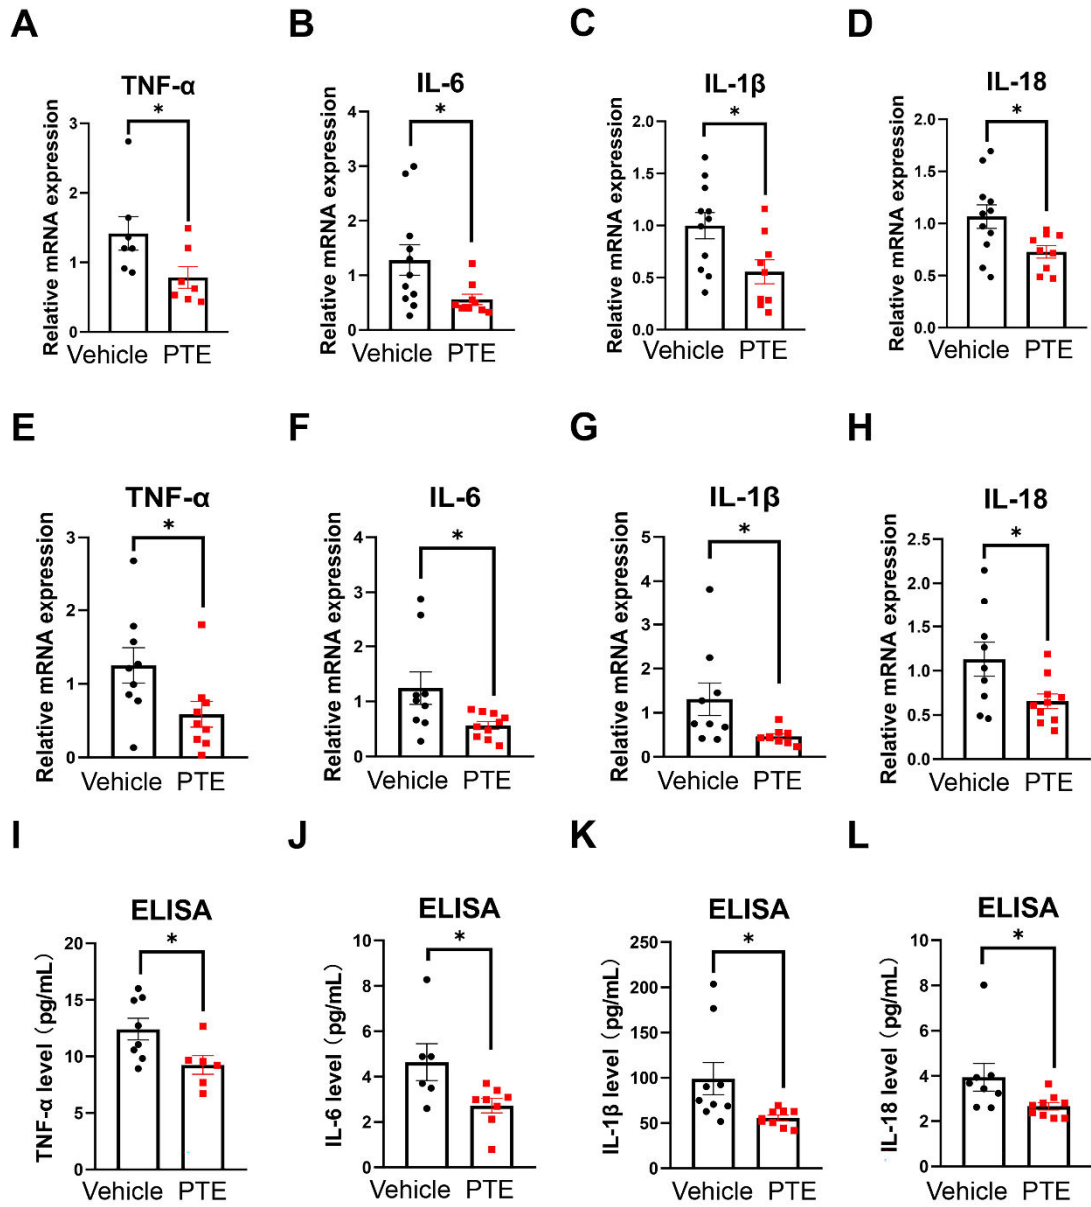 A
B
C
D
TNF-α
IL-6
IL-1β
IL-18
*
*
*
*
Relative mRNA expression
3
2
1
0
Relative mRNA expression
4
3
2
1
0
Relative mRNA expression
2.0
1.5
1.0
0.5
0.0
Relative mRNA expression
2.0
1.5
1.0
0.5
0.0
Vehicle PTE
Vehicle PTE
Vehicle PTE
Vehicle PTE
E
F
G
H
TNF-α
IL-6
IL-1β
IL-18
*
*
*
*
Relative mRNA expression
3
2
1
0
Relative mRNA expression
4
3
2
1
0
Relative mRNA expression
5
4
3
2
1
0
Relative mRNA expression
2.5
2.0
1.5
1.0
0.5
0.0
Vehicle PTE
Vehicle PTE
Vehicle PTE
Vehicle PTE
I
J
K
L
ELISA
ELISA
ELISA
ELISA
*
*
*
*
TNF-α level（pg/mL）
20
15
10
5
0
IL-6 level（pg/mL）
10
8
6
4
2
0
IL-1β level（pg/mL）
250
200
150
100
50
0
IL-18 level（pg/mL）
10
8
6
4
2
0
Vehicle PTE
Vehicle PTE
Vehicle PTE
Vehicle PTE